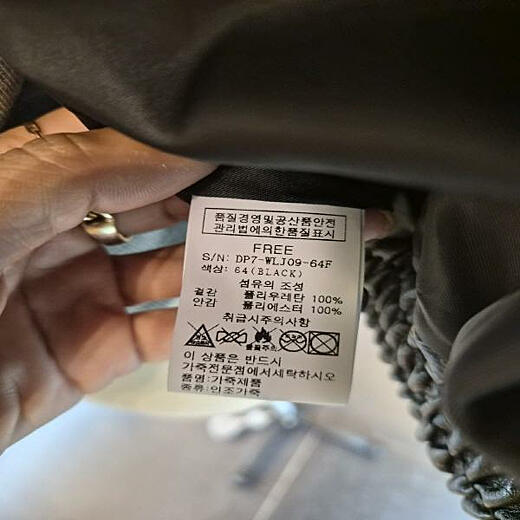 품질경영및공산품안전
관리법에의한품질표시
FREE
S/N: DP7-WLJ09-64F
색상: 64(BLACK)
섬유의 조성
겉감 폴리우레탄 100%
안감 폴리에스터 100%
취급시주의사항
이 상품은 반드시
가죽전문점에서세탁하시오
품명:가죽제품
종류:인조가죽